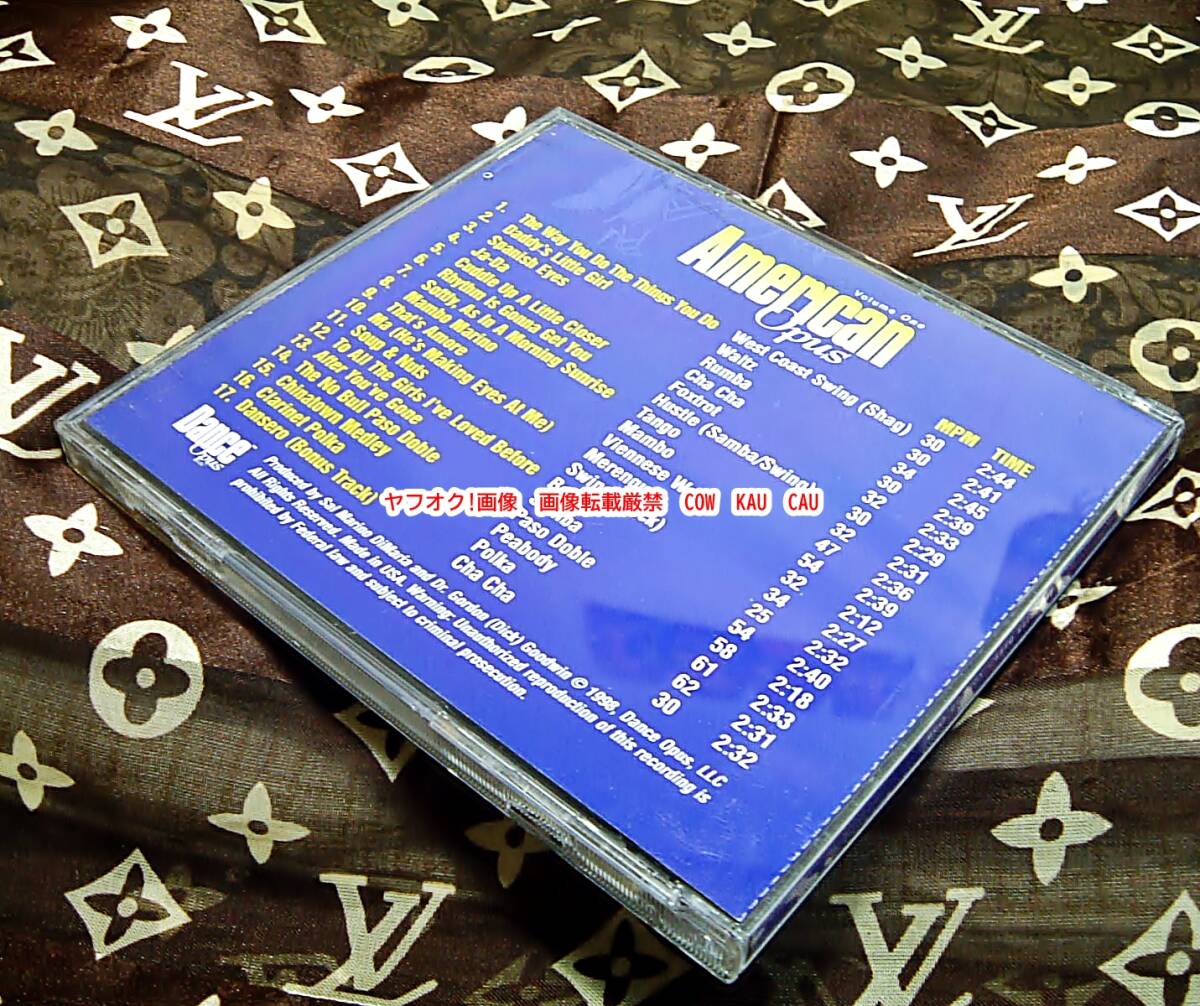 Volume One
American
Opus
MPM TIME
1. The Way You Do The Things You Do West Coast Swing (Shag) 30 2:44
2. Daddy's Little Girl Waltz 30 2:41
3. Spanish Eyes Rumba 34 2:45
4. Ja-Da Cha Cha 30 2:39
5. Cuddle Up A Little Closer Foxtrot 32 2:33
6. Rhythm is Gonna Get You Hustle (Samba/Swing) 30 2:29
7. Softly, As In A Morning Sunrise Tango 32 2:31
8. Mambo Marino Mambo 47 2:36
9. That's Amore Viennese 54 2:39
10. Ma (He's Making Eyes At Me) Merengue 32 2:12
11. Soup & Nuts Swing 34 2:27
12. To All The Girls I've Loved Before 25 2:32
13. After You've Gone 54 2:40
14. The No Bull Paso Doble Paso Doble 58 2:18
15. Chinatown Medley Peabody 61 2:33
16. Clarinet Polka Polka 62 2:31
17. Daisero (Bonus Track) Cha Cha 30 2:32
Dance
Opus
Produced by Sal Marino DiMaria and Dr. Gordon (Dick) Goodwin © 1998, Dance Opus, LLC
All Rights Reserved. Made in USA. Warning: Unauthorized reproduction of this recording is
prohibited by Federal law and subject to criminal prosecution.
ヤフオク!画像・画像転載厳禁 COW KAU CAU